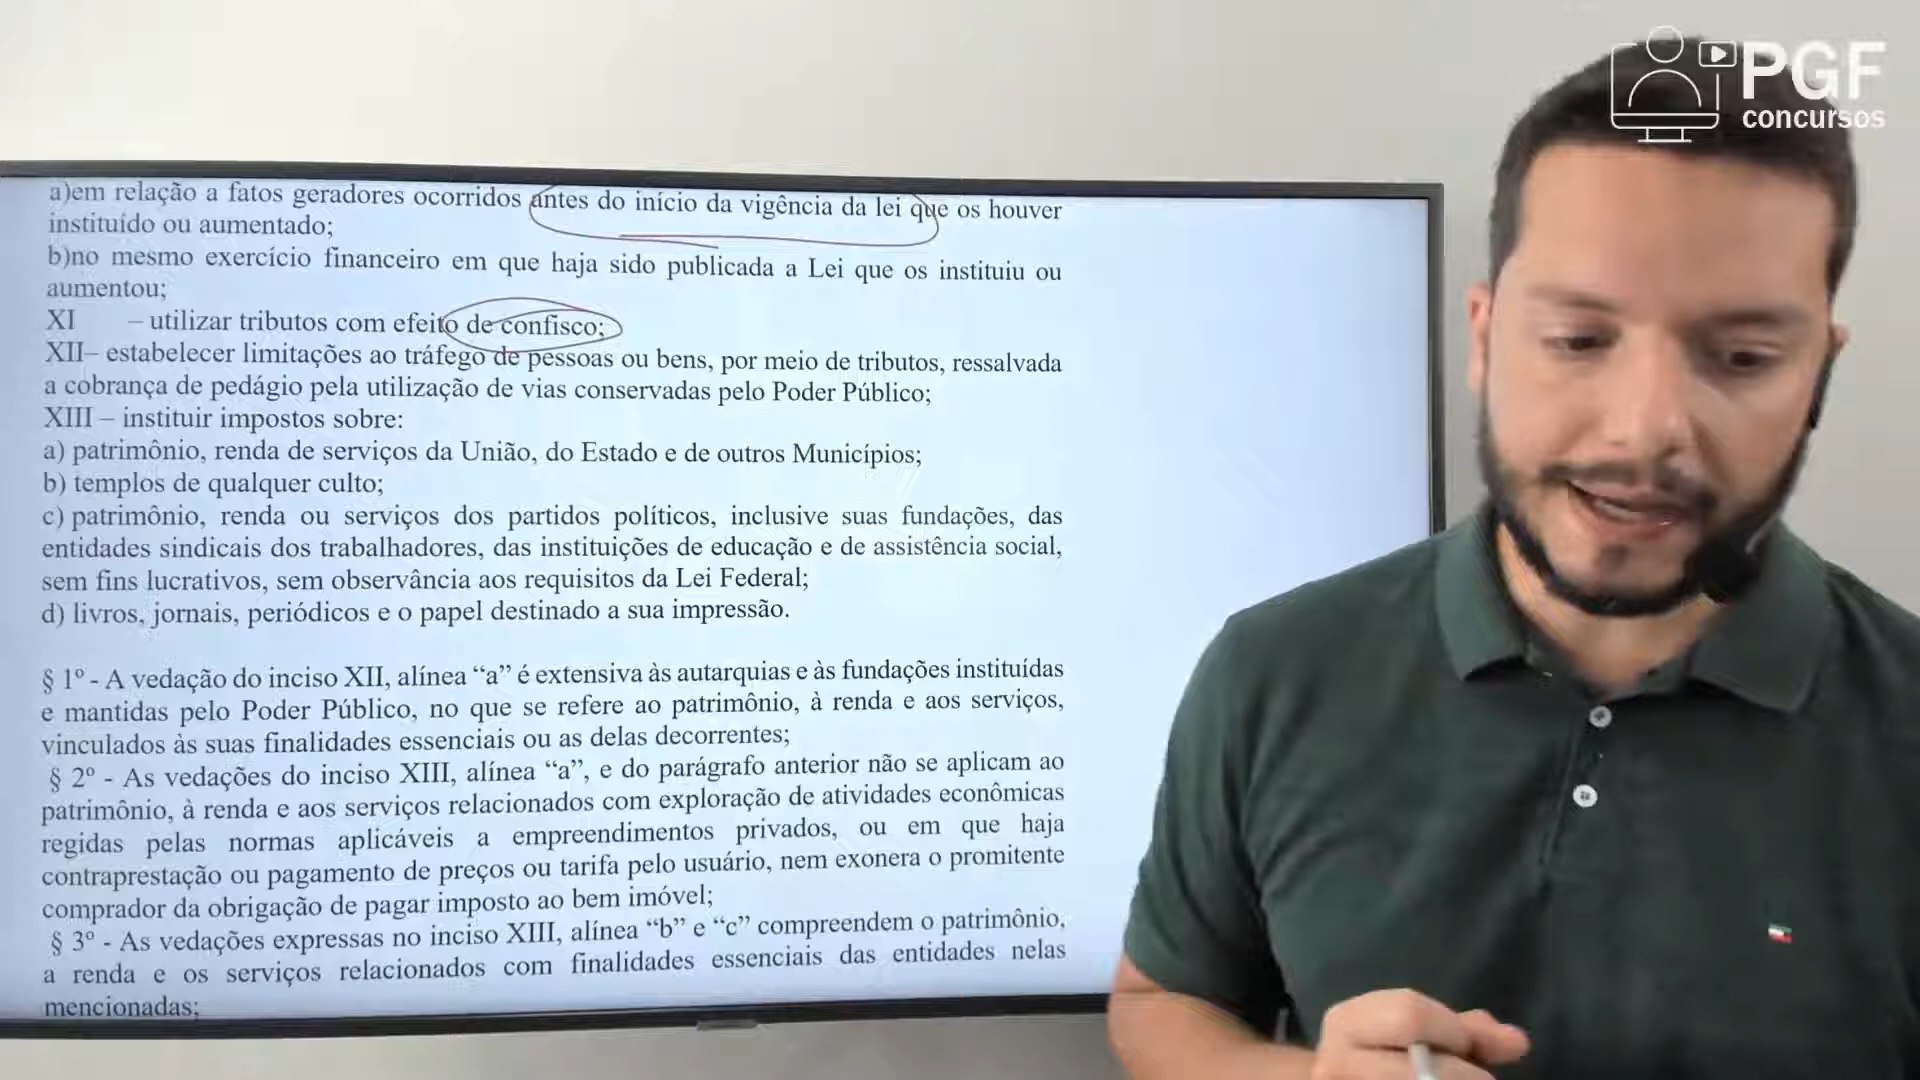 PGF
concursos
a)em relação a fatos geradores ocorridos antes do início da vigência da lei que os houver
instituído ou aumentado;
b)no mesmo exercício financeiro em que haja sido publicada a Lei que os instituiu ou
aumentou;
XI – utilizar tributos com efeito de confisco;
XII– estabelecer limitações ao tráfego de pessoas ou bens, por meio de tributos, ressalvada
a cobrança de pedágio pela utilização de vias conservadas pelo Poder Público;
XIII – instituir impostos sobre:
a) patrimônio, renda de serviços da União, do Estado e de outros Municípios;
b) templos de qualquer culto;
c) patrimônio, renda ou serviços dos partidos políticos, inclusive suas fundações, das
entidades sindicais dos trabalhadores, das instituições de educação e de assistência social,
sem fins lucrativos, sem observância aos requisitos da Lei Federal;
d) livros, jornais, periódicos e o papel destinado a sua impressão.
§ 1º - A vedação do inciso XII, alínea “a” é extensiva às autarquias e às fundações instituídas
e mantidas pelo Poder Público, no que se refere ao patrimônio, à renda e aos serviços,
vinculados às suas finalidades essenciais ou as delas decorrentes;
§ 2º - As vedações do inciso XIII, alínea “a”, e do parágrafo anterior não se aplicam ao
patrimônio, à renda e aos serviços relacionados com exploração de atividades econômicas
regidas pelas normas aplicáveis a empreendimentos privados, ou em que haja
contraprestação ou pagamento de preços ou tarifa pelo usuário, nem exonera o promitente
comprador da obrigação de pagar imposto ao bem imóvel;
§ 3º - As vedações expressas no inciso XIII, alínea “b” e “c” compreendem o patrimônio,
a renda e os serviços relacionados com finalidades essenciais das entidades nelas
mencionadas;